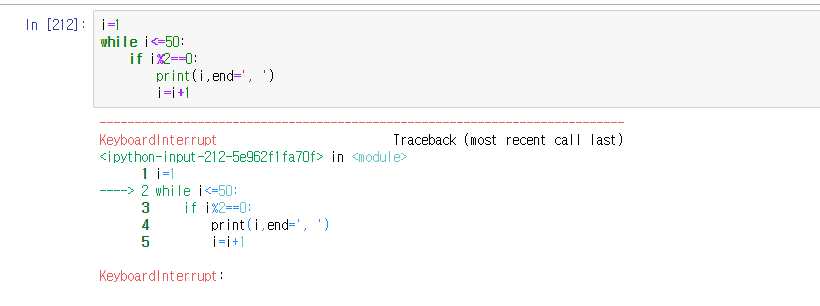 In [212]: i=1
while i<=50:
    if i%2==0:
        print(i,end=', ')
        i=i+1
---------------------------------------------------------------------------
KeyboardInterrupt                         Traceback (most recent call last)
<ipython-input-212-5e962f1fa70f> in <module>
      1 i=1
----> 2 while i<=50:
      3     if i%2==0:
      4         print(i,end=', ')
      5         i=i+1
KeyboardInterrupt: